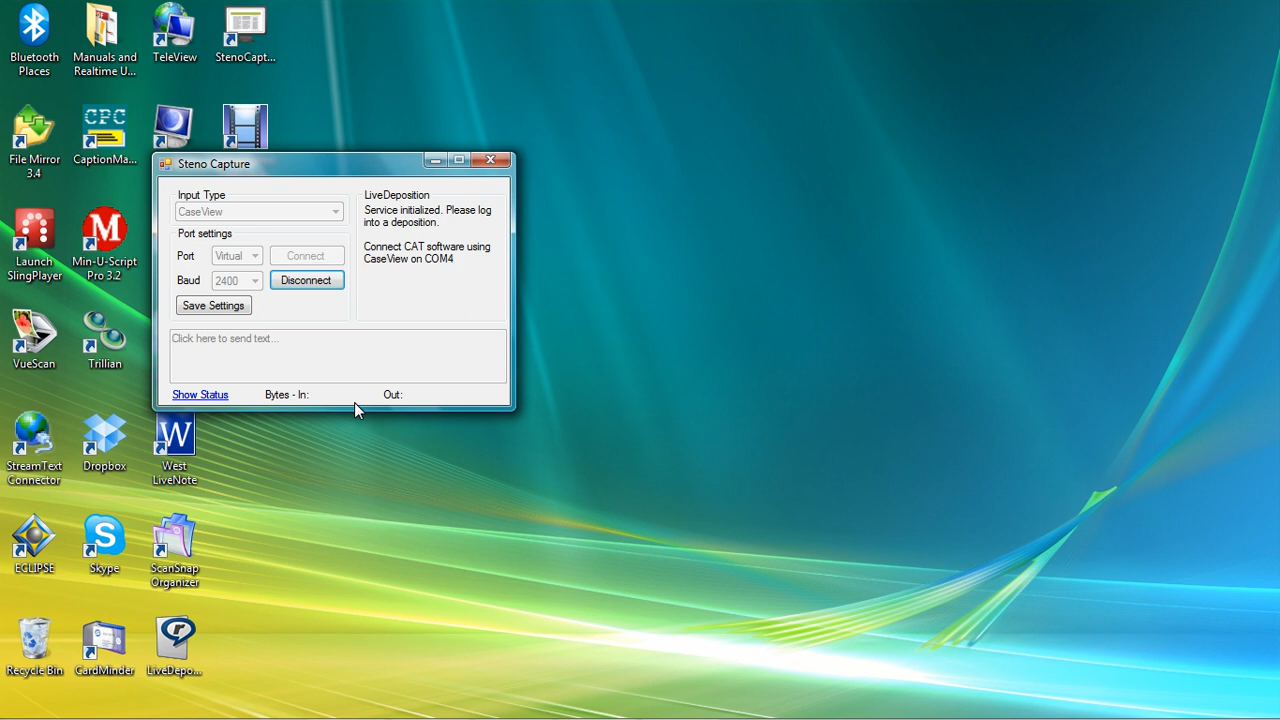 Bluetooth
Places
Manuals and
Realtime U...
TeleView
StenoCapt...
File Mirror
3.4
CPC
CaptionMa...
Steno Capture
Input Type
CaseView
Port settings
Port
Virtual
Connect
Baud
2400
Disconnect
Save Settings
LiveDeposition
Service initialized. Please log
into a deposition.
Connect CAT software using
CaseView on COM4
Click here to send text...
Show Status
Bytes - In:
Out:
Launch
SlingPlayer
M
Min-U-Script
Pro 3.2
VueScan
Trillian
StreamText
Connector
Dropbox
W
West
LiveNote
ECLIPSE
S
Skype
ScanSnap
Organizer
Recycle Bin
CardMinder
r
LiveDepo...